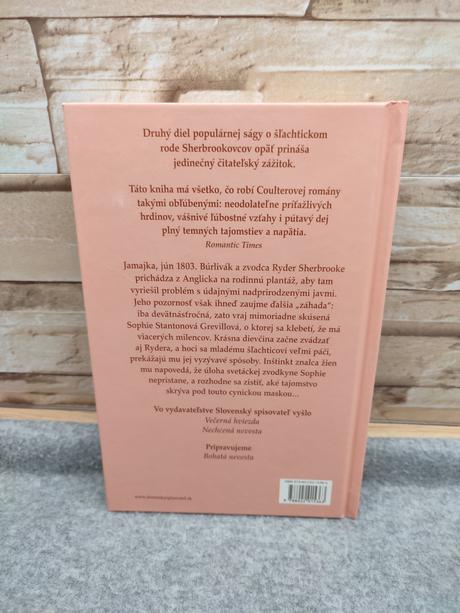 Druhý diel populárnej ságy o šľachtickom
rode Sherbrookovcov opäť prináša
jedinečný čitateľský zážitok.
Táto kniha má všetko, čo robí Coulterovej romány
takými obľúbenými: neodolateľne príťažlivých
hrdinov, vášnivé ľúbostné vzťahy i pútavý dej
plný temných tajomstiev a napätia.
Romantic Times
Jamajka, jún 1803. Búrlivák a zvodca Ryder Sherbrooke
prichádza z Anglicka na rodinnú plantáž, aby tam
vyriešil problém s údajnými nadprirodzenými javmi.
Jeho pozornosť však ihneď zaujme ďalšia „záhada“:
iba devätnásťročná, zato vraj mimoriadne skúsená
Sophie Stantonová Grevillová, o ktorej sa klebetí, že má
viacerých milencov. Krásna dievčina začne zvádzať
aj Rydera, a hoci sa mladému šľachticovi veľmi páči,
prekážajú mu jej vyzývavé spôsoby. Inštinkt znalca žien
mu napovedá, že úloha svetáckej zvodkyne Sophie
nepristane, a rozhodne sa zistiť, aké tajomstvo
skrýva pod touto cynickou maskou...
Vo vydavateľstve Slovenský spisovateľ vyšlo
Večerná hviezda
Nechcená nevesta
Pripravujeme
Bohatá nevesta
www.slovenskyspisovatel.sk